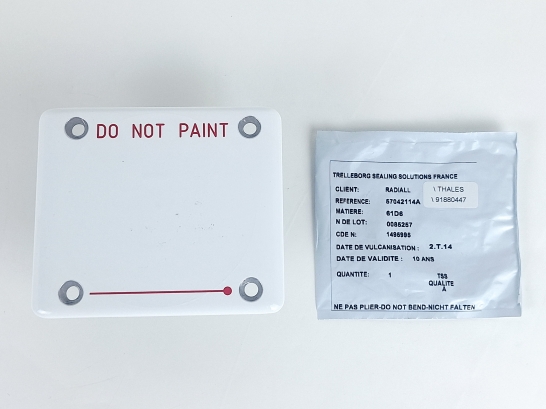 DO NOT PAINT
TRELLEBORG SEALING SOLUTIONS FRANCE
CLIENT: RADIALL \ THALES
REFERENCE: 57042114A \ 91880447
MATIERE: 61D6
N DE LOT: 0085257
CDE N: 1495995
DATE DE VULCANISATION : 2.T.14
DATE DE VALIDITE : 10 ANS
QUANTITE: 1 TSS
QUALITE
A
NE PAS PLIER-DO NOT BEND-NICHT FALTEN